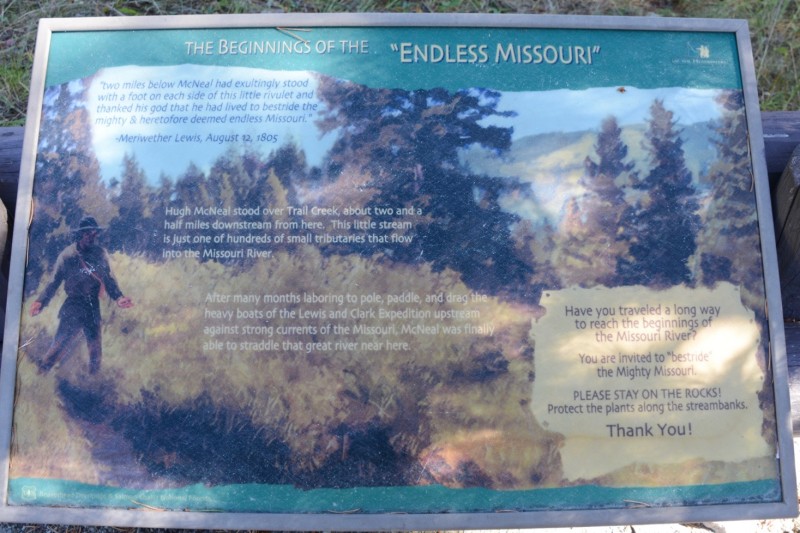 THE BEGINNINGS OF THE "ENDLESS MISSOURI"
"two miles below McNeal had exultingly stood
with a foot on each side of this little rivulet and
thanked his god that he had lived to bestride the
mighty & heretofore deemed endless Missouri."
-Meriwether Lewis, August 12, 1805
Hugh McNeal stood over Trail Creek, about two and a
half miles downstream from here. This little stream
is just one of hundreds of small tributaries that flow
into the Missouri River.
After many months laboring to pole, paddle, and drag the
heavy boats of the Lewis and Clark Expedition upstream
against strong currents of the Missouri, McNeal was finally
able to straddle that great river near here.
Have you traveled a long way
to reach the beginnings of
the Missouri River?
You are invited to "bestride"
the Mighty Missouri.
PLEASE STAY ON THE ROCKS!
Protect the plants along the streambanks.
Thank You!